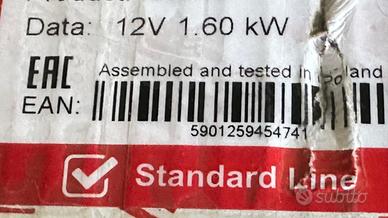 Data: 12V 1.60 kW
EAC Assembled and tested in Poland
EAN:
5901259454741
Standard Line
subito